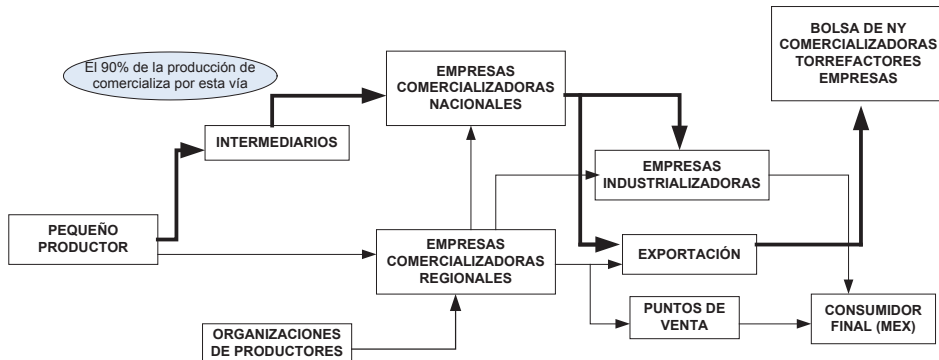 BOLSA DE NY
COMERCIALIZADORAS
TORREFACTORES
EMPRESAS
El 90% de la producción de
comercializa por esta vía
EMPRESAS
COMERCIALIZADORAS
NACIONALES
INTERMEDIARIOS
EMPRESAS
INDUSTRIALIZADORAS
PEQUEÑO
PRODUCTOR
EMPRESAS
COMERCIALIZADORAS
REGIONALES
EXPORTACIÓN
PUNTOS DE
VENTA
CONSUMIDOR
FINAL (MEX)
ORGANIZACIONES
DE PRODUCTORES